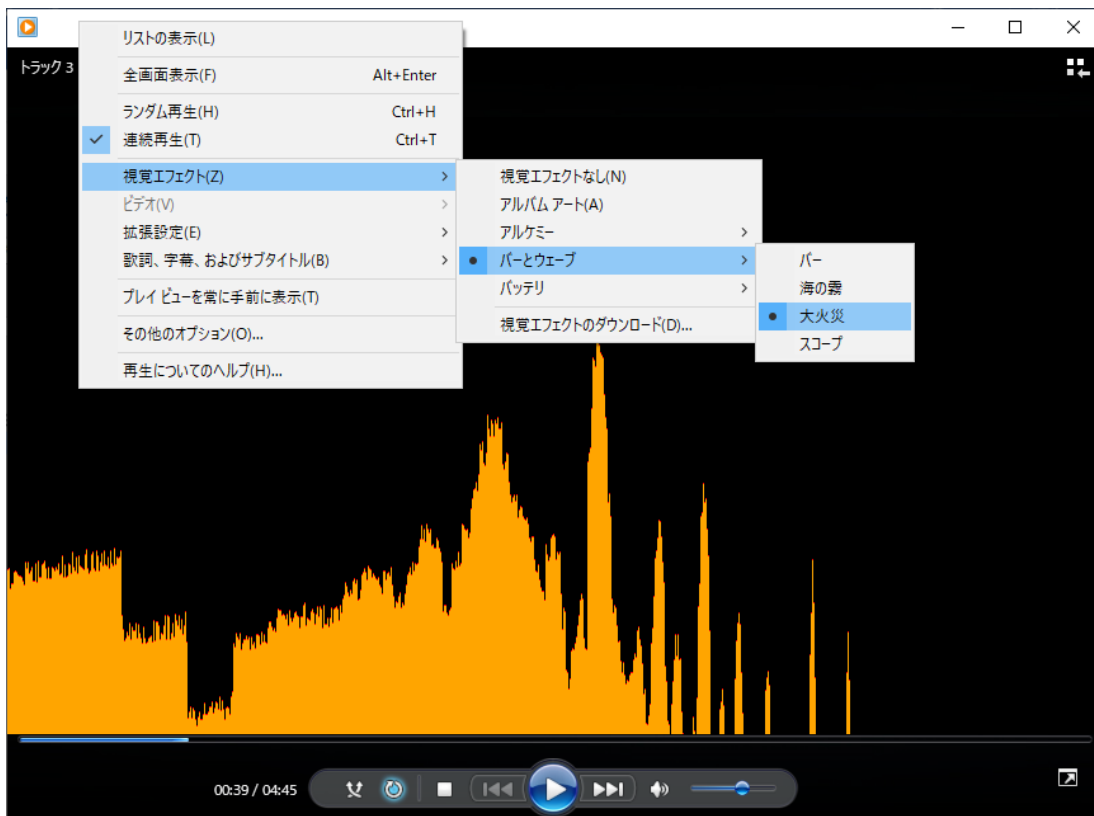 トラック 3
リストの表示(L)
全画面表示(F) Alt+Enter
ランダム再生(H) Ctrl+H
連続再生(T) Ctrl+T
視覚エフェクト(Z)
ビデオ(V)
拡張設定(E)
歌詞、字幕、およびサブタイトル(B)
プレイ ビューを常に手前に表示(T)
その他のオプション(O)...
再生についてのヘルプ(H)...
視覚エフェクトなし(N)
アルバム アート(A)
アルケミー
バーとウェーブ
バッテリ
視覚エフェクトのダウンロード(D)...
バー
海の霧
大火災
スコープ
00:39 / 04:45